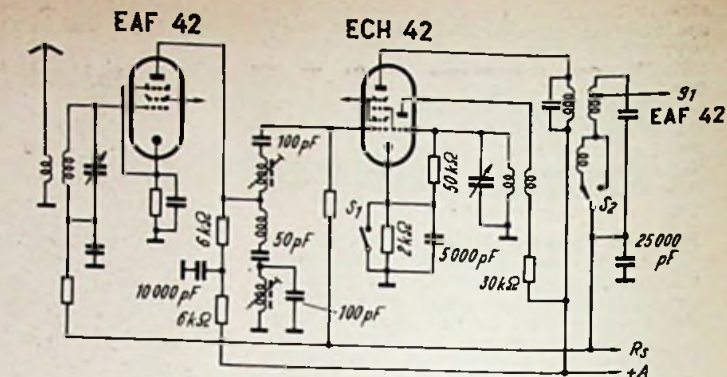 EAF 42
ECH 42
g1
EAF 42
100pF
50kΩ
S1
S2
6kΩ
50pF
2kΩ
5000pF
25000
pF
10000pF
30kΩ
6kΩ
100pF
Rs
+A